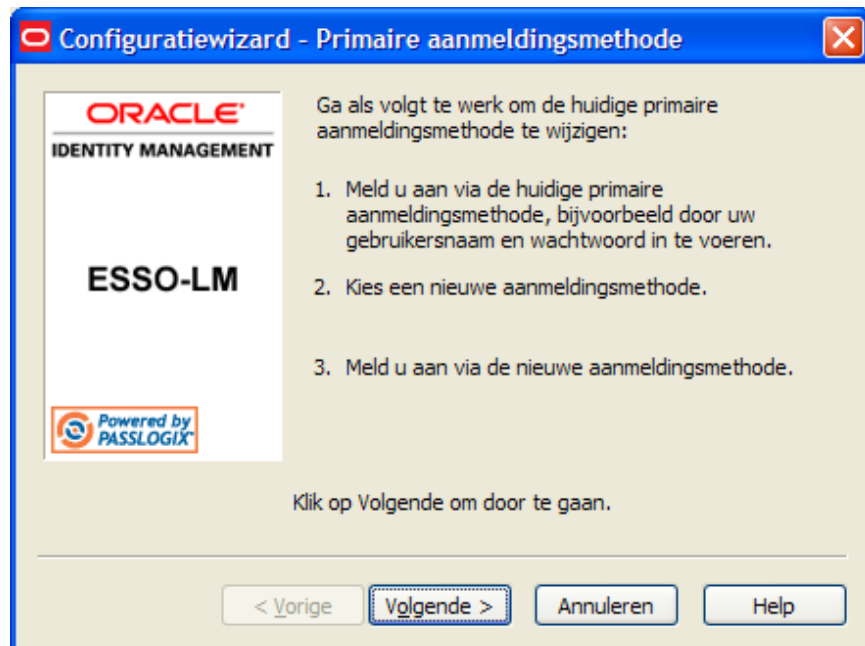 Configuratiewizard - Primaire aanmeldingsmethode
ORACLE
IDENTITY MANAGEMENT
ESSO-LM
Powered by
PASSLOGIX
Ga als volgt te werk om de huidige primaire
aanmeldingsmethode te wijzigen:
1. Meld u aan via de huidige primaire
aanmeldingsmethode, bijvoorbeeld door uw
gebruikersnaam en wachtwoord in te voeren.
2. Kies een nieuwe aanmeldingsmethode.
3. Meld u aan via de nieuwe aanmeldingsmethode.
Klik op Volgende om door te gaan.
< Vorige Volgende > Annuleren Help